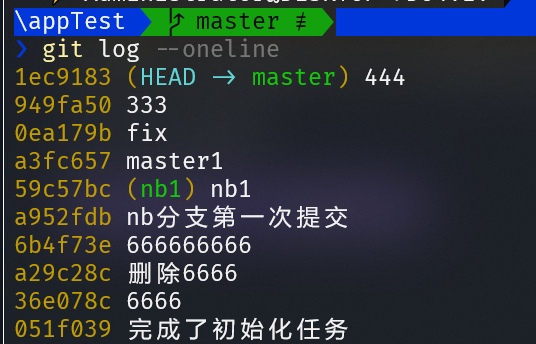 \appTest master ≢
❯ git log --oneline
1ec9183 (HEAD -> master) 444
949fa50 333
0ea179b fix
a3fc657 master1
59c57bc (nb1) nb1
a952fdb nb分支第一次提交
6b4f73e 666666666
a29c28c 删除6666
36e078c 6666
051f039 完成了初始化任务